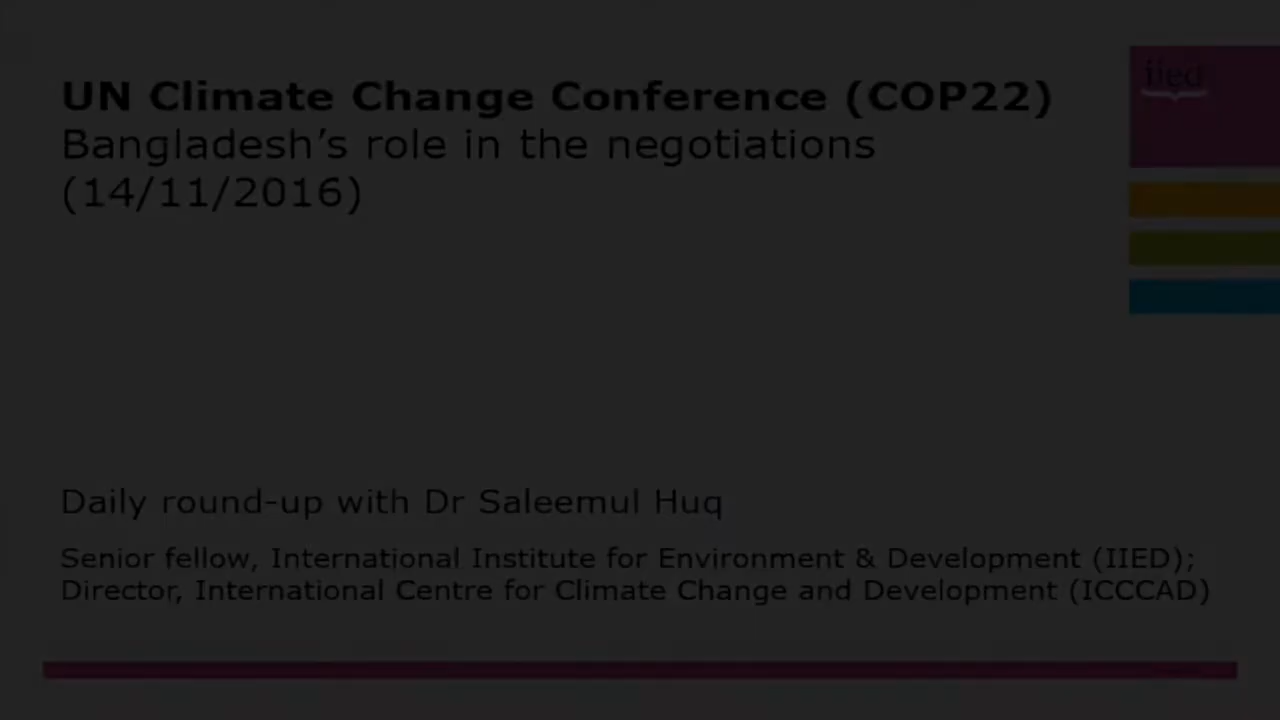 UN Climate Change Conference (COP22)
Bangladesh’s role in the negotiations
(14/11/2016)
iied
Daily round-up with Dr Saleemul Huq
Senior fellow, International Institute for Environment & Development (IIED);
Director, International Centre for Climate Change and Development (ICCCAD)